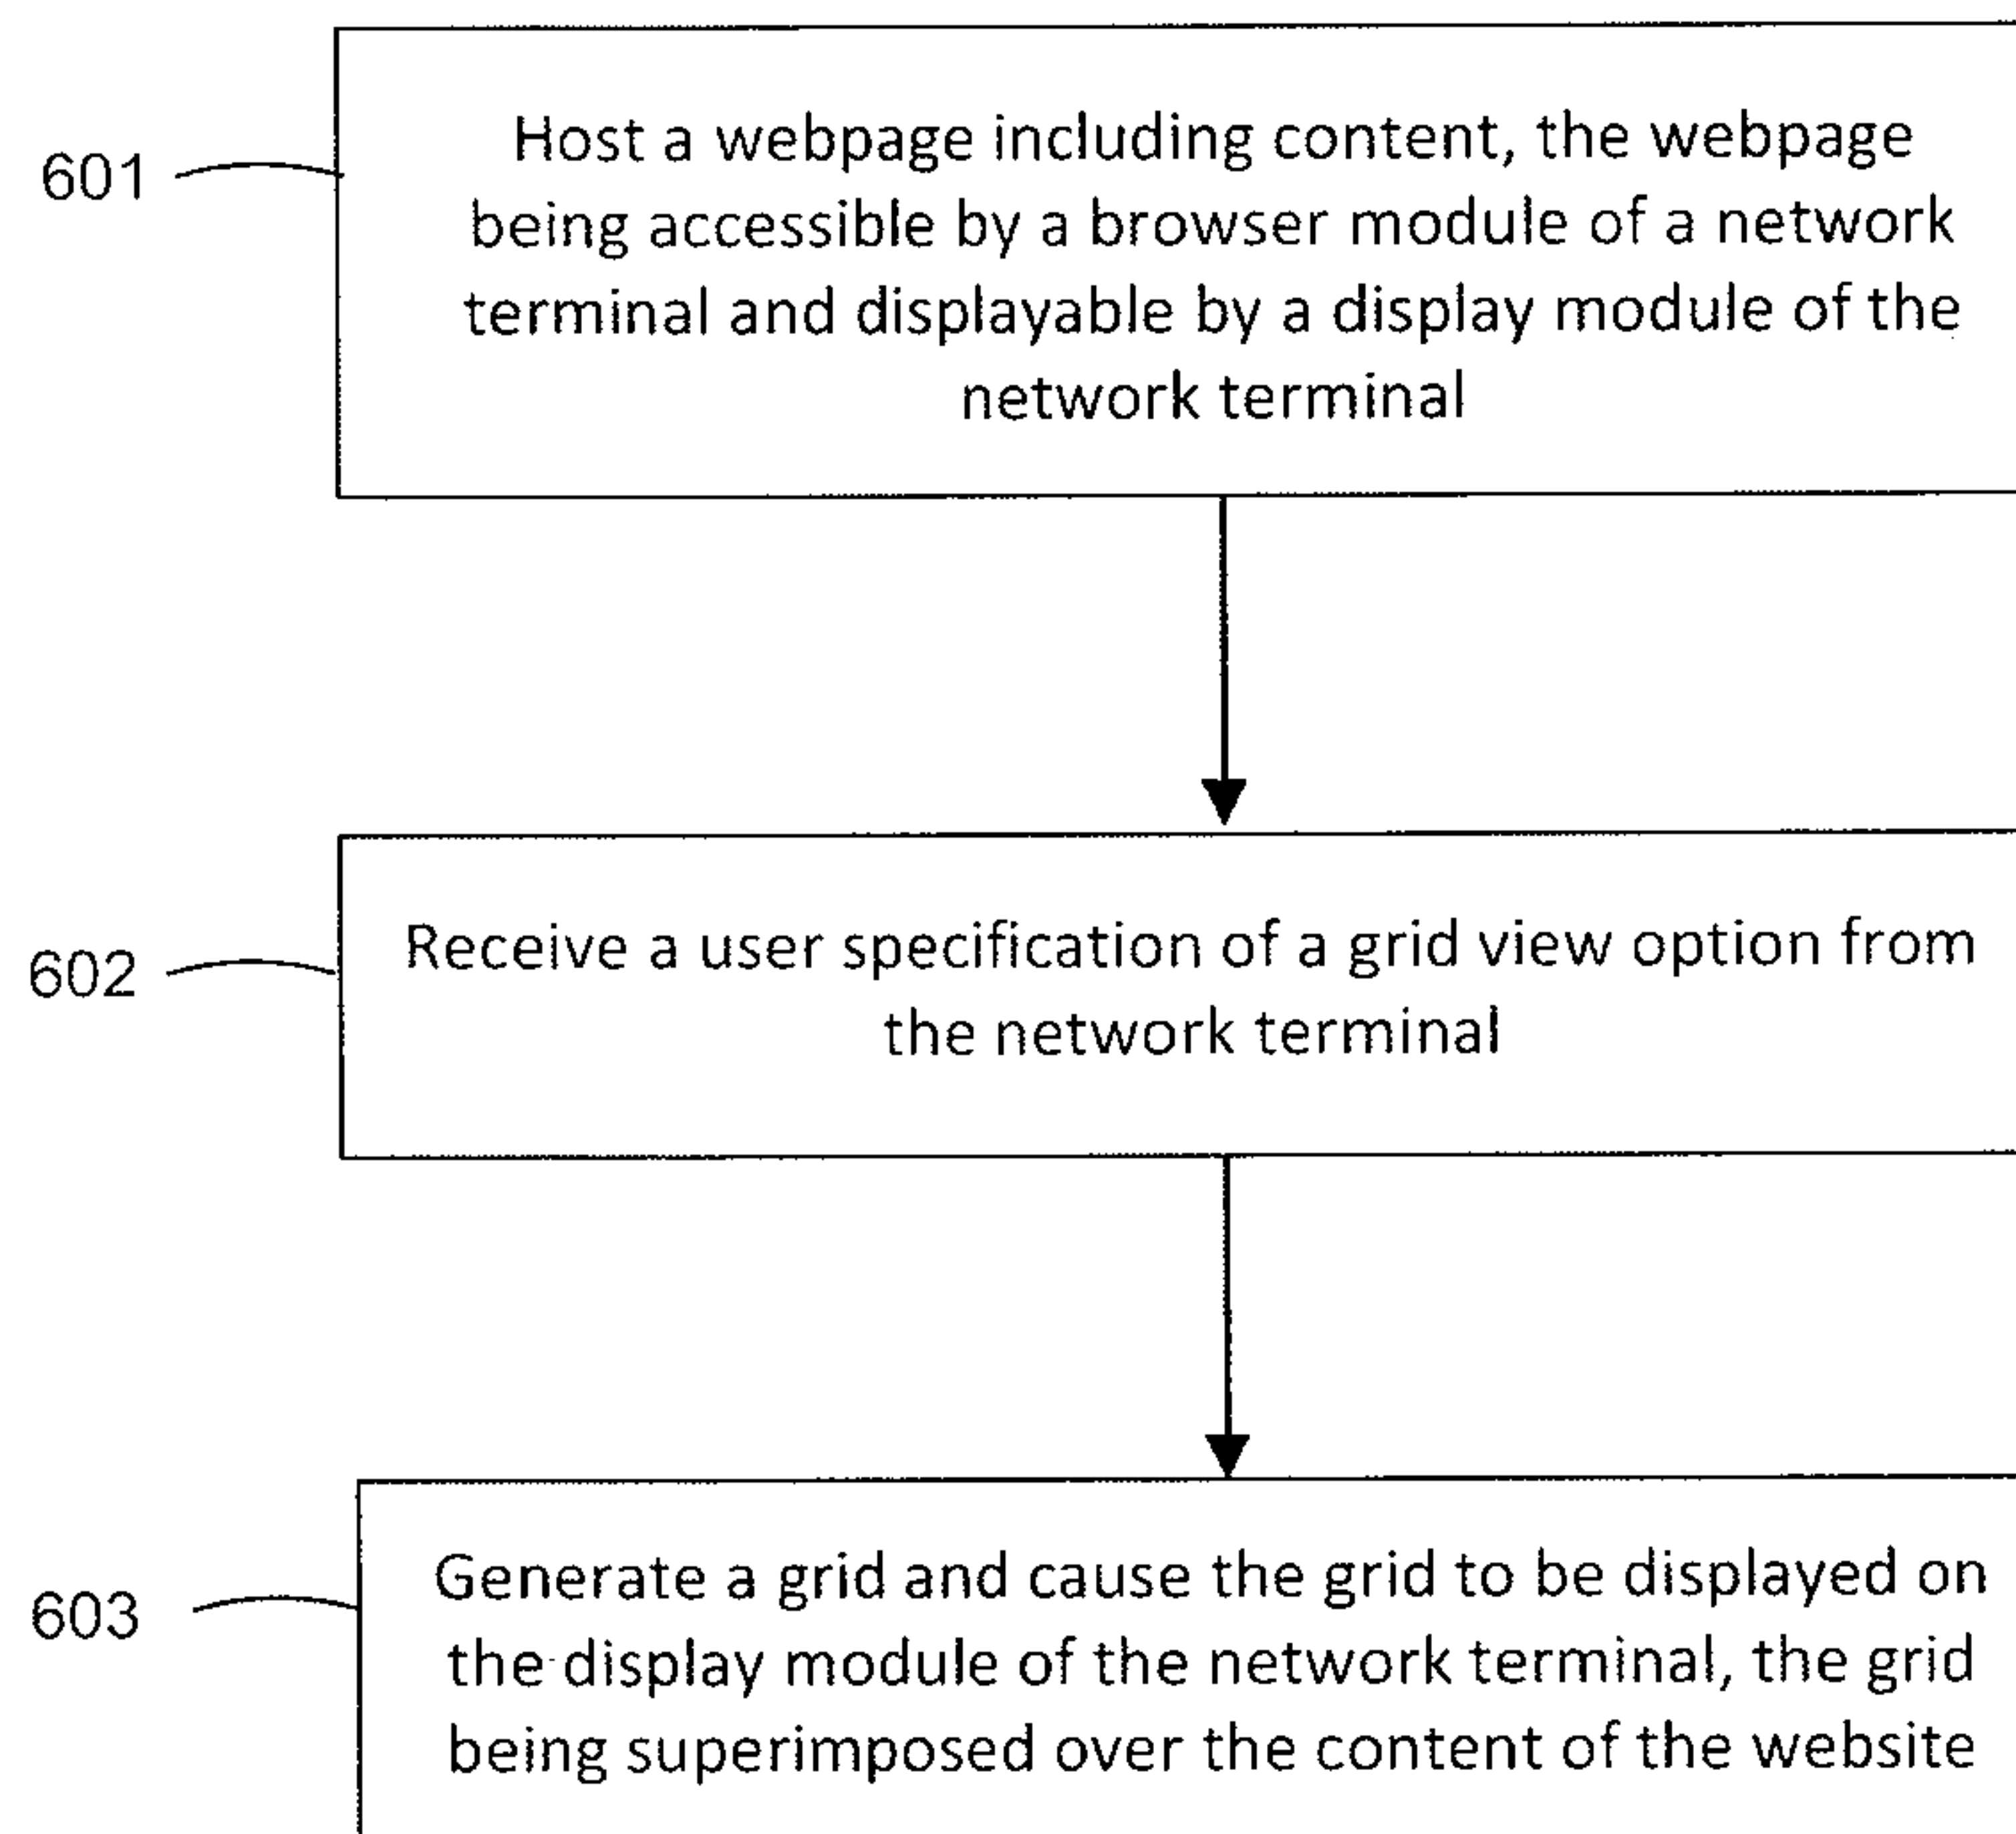 601
Host a webpage including content, the webpage
being accessible by a browser module of a network
terminal and displayable by a display module of the
network terminal
602
Receive a user specification of a grid view option from
the network terminal
603
Generate a grid and cause the grid to be displayed on
the display module of the network terminal, the grid
being superimposed over the content of the website